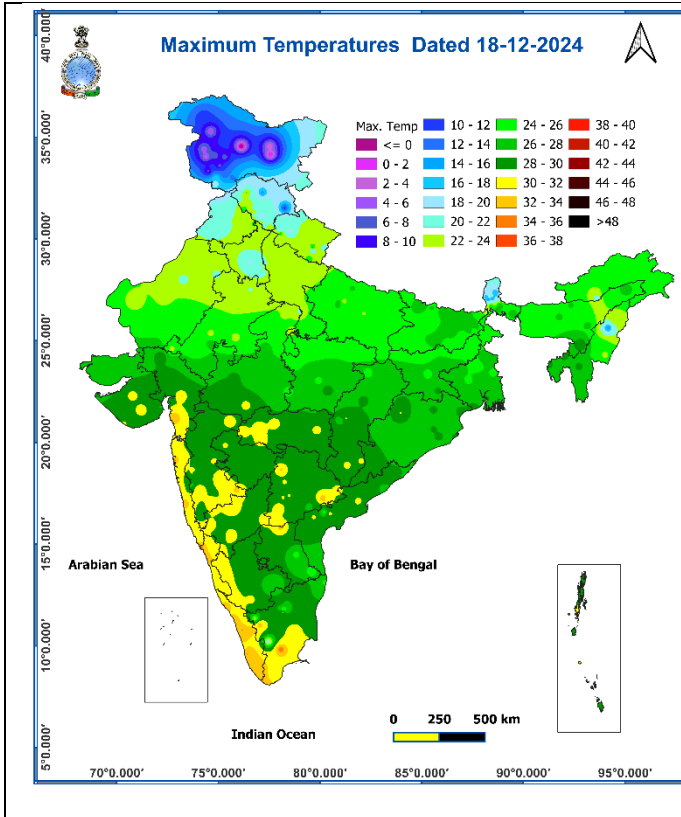 Maximum Temperatures Dated 18-12-2024
Max. Temp
<= 0
0 - 2
2 - 4
4 - 6
6 - 8
8 - 10
10 - 12
12 - 14
14 - 16
16 - 18
18 - 20
20 - 22
22 - 24
24 - 26
26 - 28
28 - 30
30 - 32
32 - 34
34 - 36
36 - 38
38 - 40
40 - 42
42 - 44
44 - 46
46 - 48
>48
40°0.000'
35°0.000'
30°0.000'
25°0.000'
20°0.000'
15°0.000'
10°0.000'
5°0.000'
Arabian Sea
Bay of Bengal
Indian Ocean
0 250 500 km
70°0.000' 75°0.000' 80°0.000' 85°0.000' 90°0.000' 95°0.000'